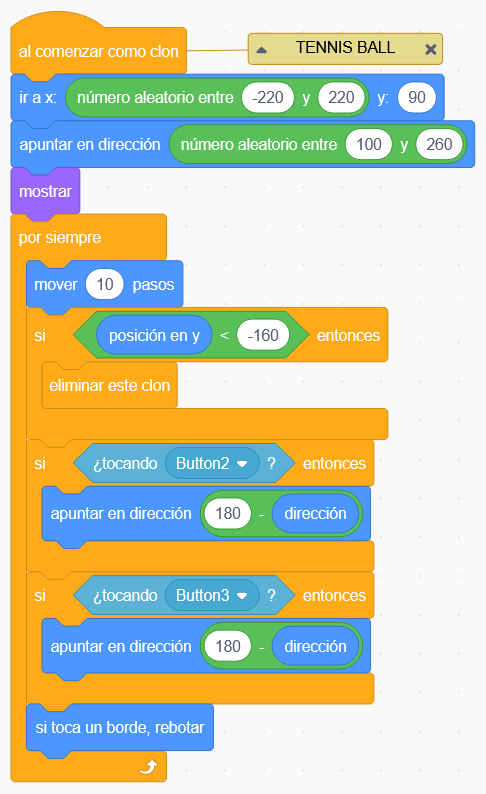 al comenzar como clon TENNIS BALL
ir a x: número aleatorio entre -220 y 220 y: 90
apuntar en dirección número aleatorio entre 100 y 260
mostrar
por siempre
mover 10 pasos
si posición en y < -160 entonces
eliminar este clon
si ¿tocando Button2 ? entonces
apuntar en dirección 180 - dirección
si ¿tocando Button3 ? entonces
apuntar en dirección 180 - dirección
si toca un borde, rebotar